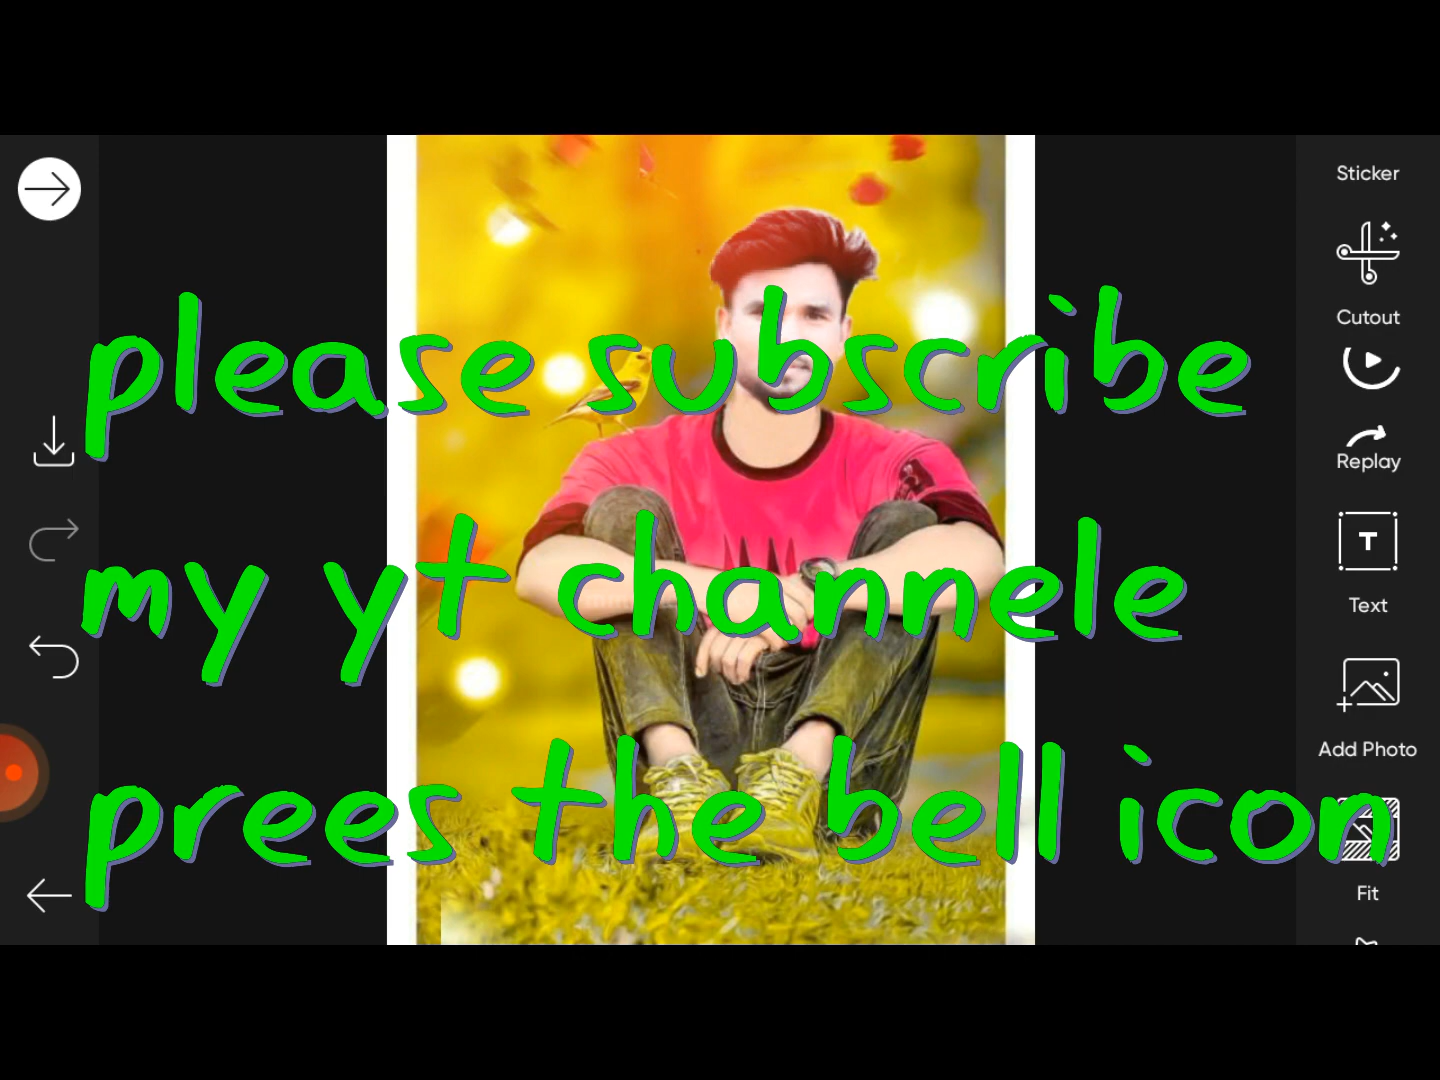 Sticker
Cutout
please subscribe
Replay
T
Text
my yt channele
Add Photo
prees the bell icon
Fit